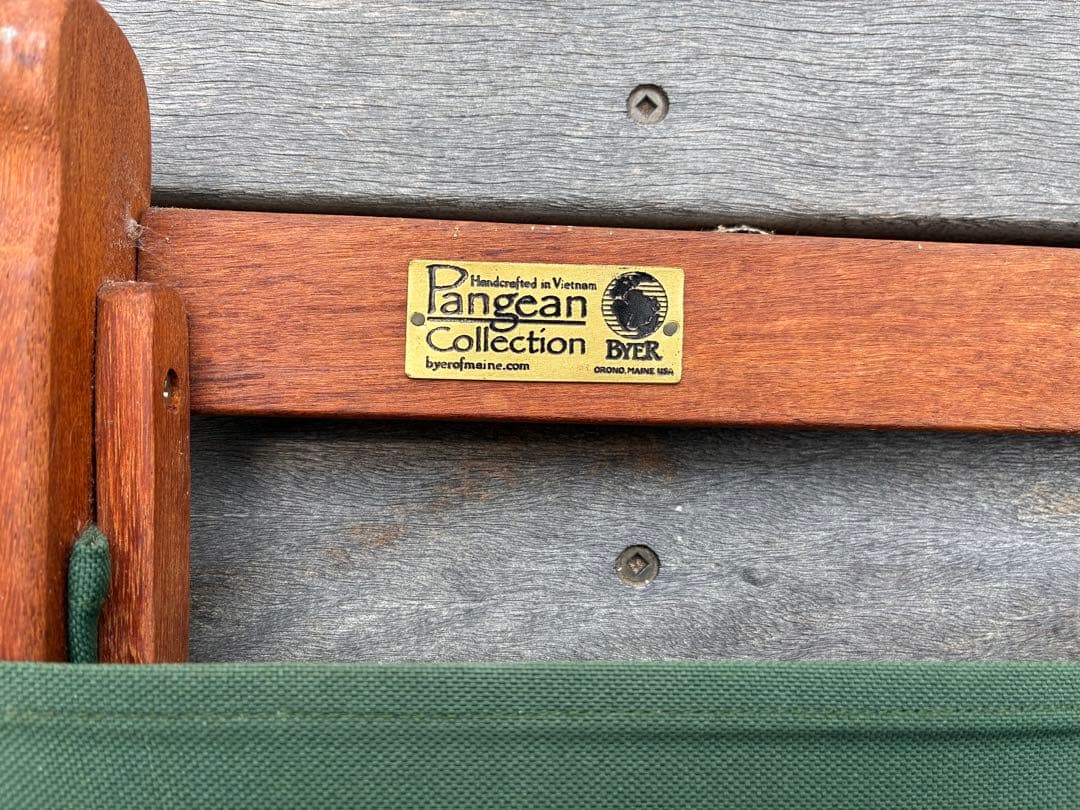 Handcrafted in Vietnam
Pangean
Collection
byerofmaine.com
BYER
ORONO, MAINE USA